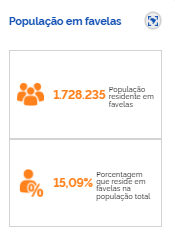 População em favelas
1.728.235
População
residente em
favelas
15,09%
Porcentagem
que reside em
favelas na
população total